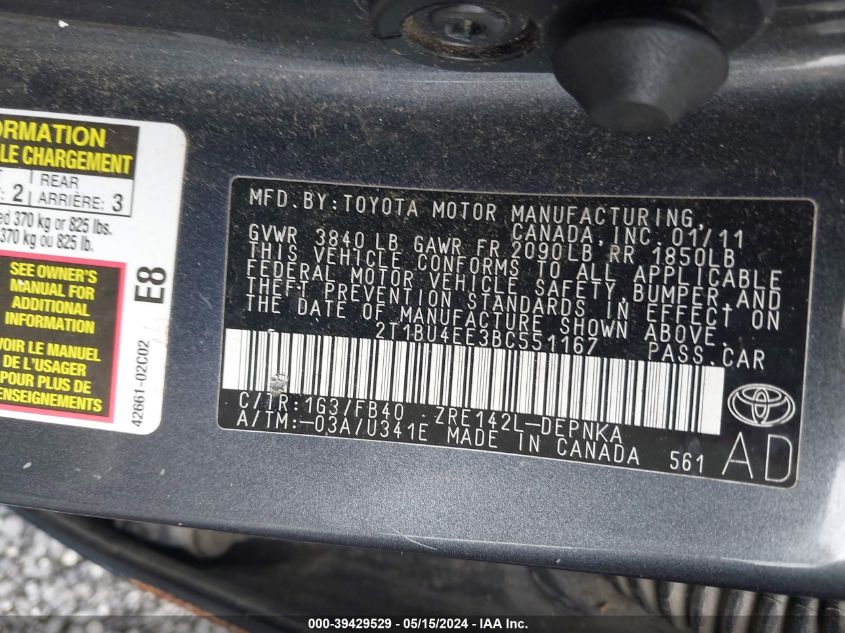 ORMATION
LE CHARGEMENT
: 2
REAR
ARRIÈRE: 3
ed 370 kg or 825 lbs.
370 kg ou 825 lb.
SEE OWNER'S
MANUAL FOR
ADDITIONAL
INFORMATION
VOIR LE MANUEL
DE L'USAGER
POUR PLUS DE
RENSEIGNEMENTS
E8
42661-02C02
MFD.BY:TOYOTA MOTOR MANUFACTURING,
CANADA,INC.01/11
GVWR 3840 LB GAWR FR 2090LB RR 1850LB
THIS VEHICLE CONFORMS TO ALL APPLICABLE
FEDERAL MOTOR VEHICLE SAFETY,BUMPER,AND
THEFT PREVENTION STANDARDS IN EFFECT ON
THE DATE OF MANUFACTURE SHOWN ABOVE.
2T1BU4EE3BC551167 PASS.CAR
C/TR:1G3/FB40 ZRE142L-DEPNKA
A/TM:-03A/U341E MADE IN CANADA 561
AD
000-39429529 - 05/15/2024 - IAA Inc.